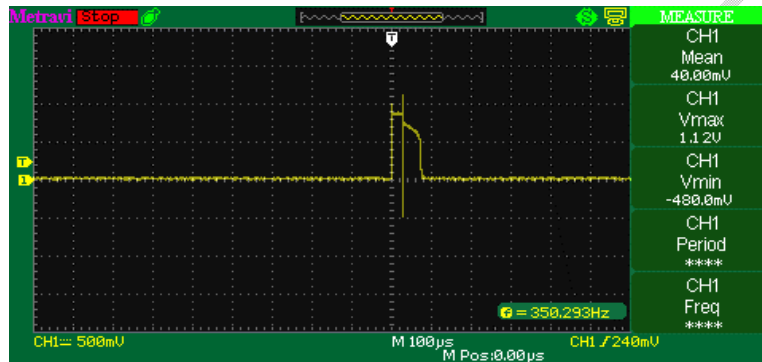 Metravi Stop T S MEASURE
CH1
Mean
40.00mV
CH1
Vmax
1.12V
T
CH1
1
Vmin
-480.0mV
CH1
Period
****
CH1
= 350.293Hz
Freq
****
CH1 500mV M 100µs CH1 240mV
M Pos:0.00µs